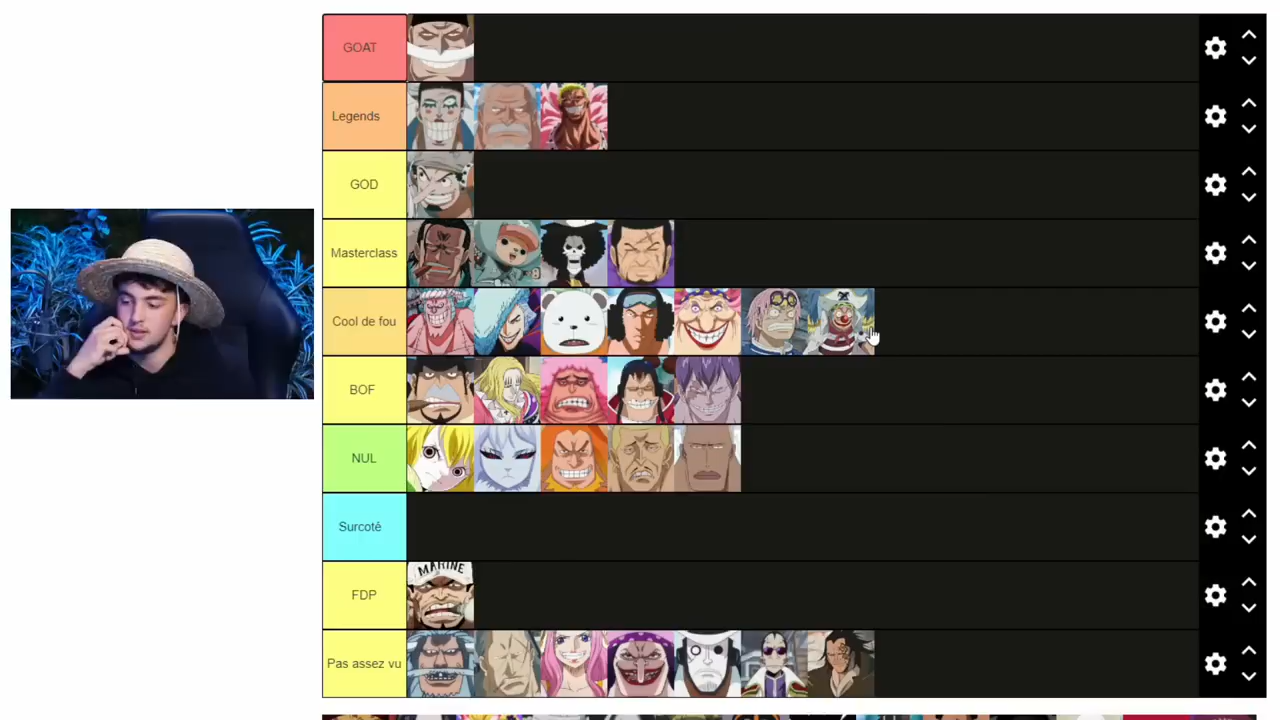 GOAT
Legends
GOD
Masterclass
Cool de fou
BOF
NUL
Surcoté
FDP
MARINE
Pas assez vu